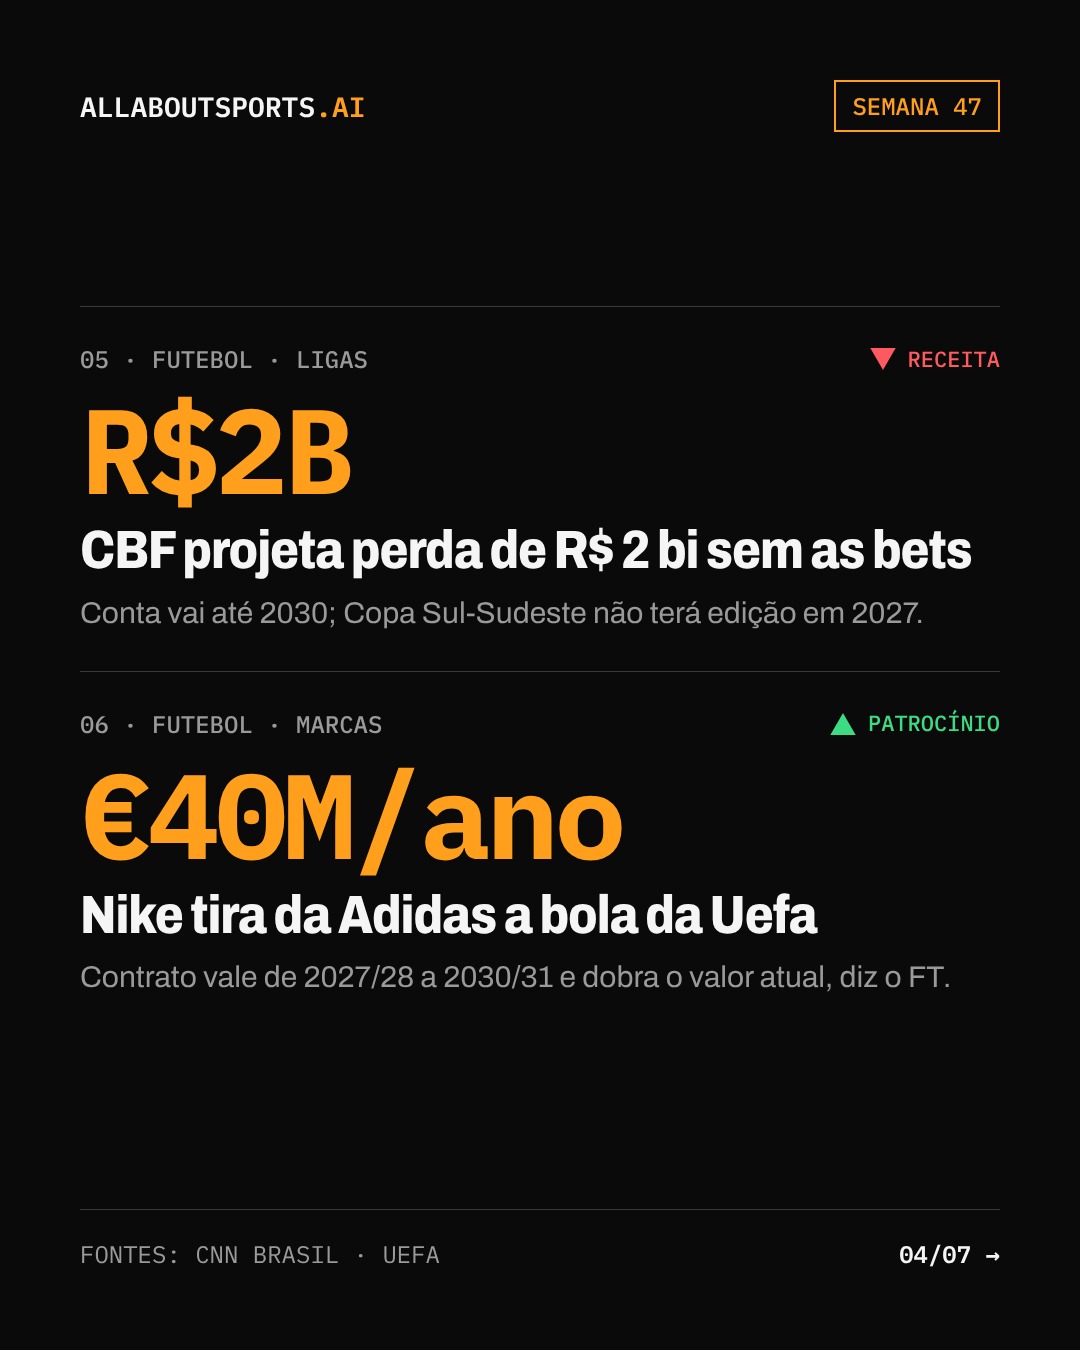 ALLABOUTSPORTS.AI
SEMANA 47
05 · FUTEBOL · LIGAS
▼ RECEITA
R$2B
CBF projeta perda de R$ 2 bi sem as bets
Conta vai até 2030; Copa Sul-Sudeste não terá edição em 2027.
06 · FUTEBOL · MARCAS
▲ PATROCÍNIO
€40M/ano
Nike tira da Adidas a bola da Uefa
Contrato vale de 2027/28 a 2030/31 e dobra o valor atual, diz o FT.
FONTES: CNN BRASIL · UEFA
04/07 →